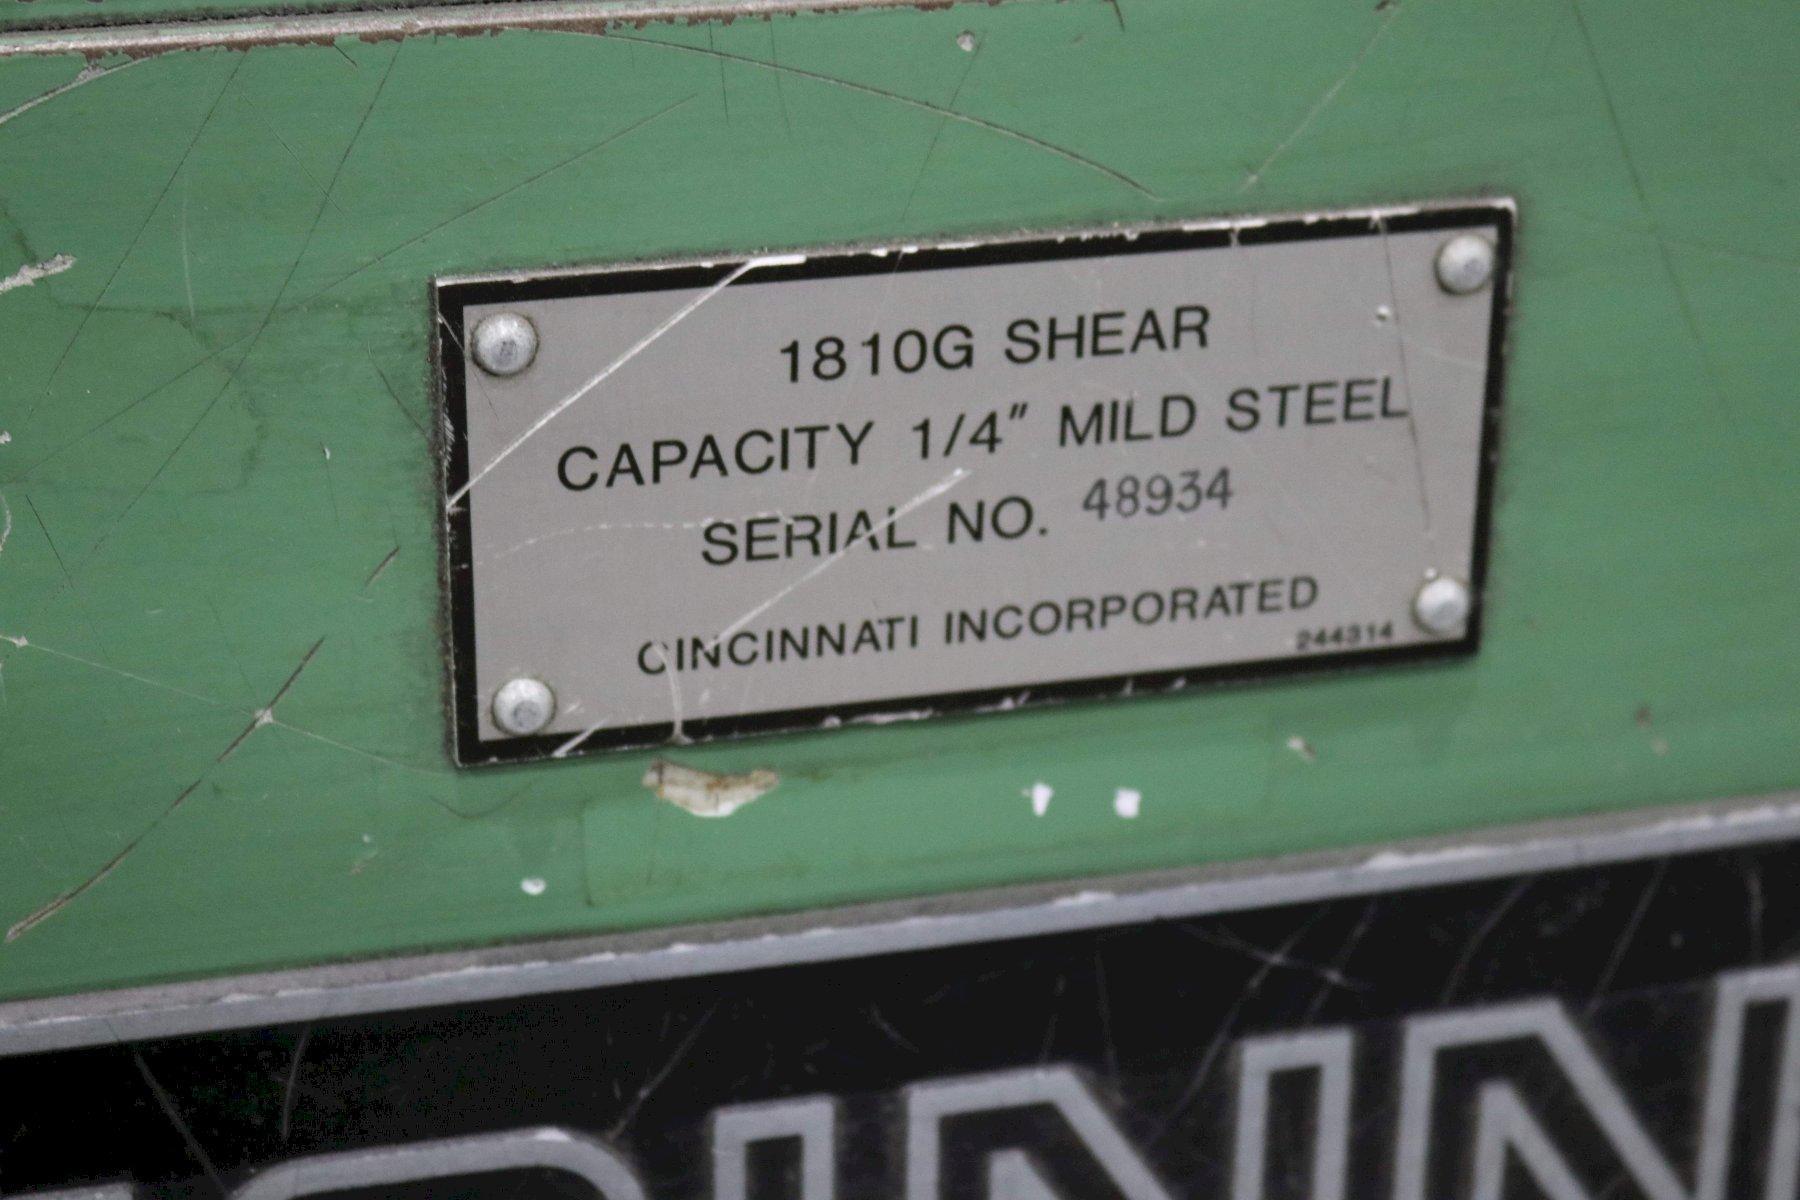 1810G SHEAR
CAPACITY 1/4" MILD STEEL
SERIAL NO. 48934
CINCINNATI INCORPORATED
244314